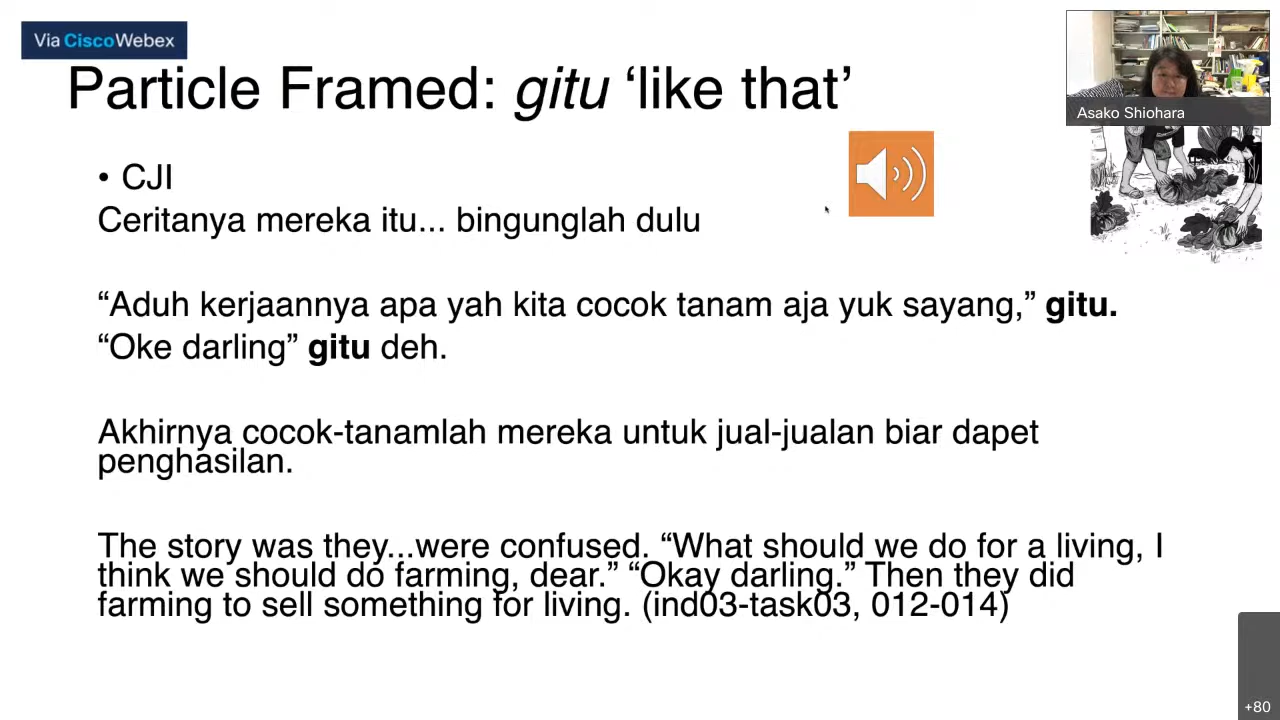 Via Cisco Webex
Particle Framed: gitu ‘like that’
Asako Shiohara
• CJI
Ceritanya mereka itu... bingunglah dulu
“Aduh kerjaannya apa yah kita cocok tanam aja yuk sayang,” gitu.
“Oke darling” gitu deh.
Akhirnya cocok-tanamlah mereka untuk jual-jualan biar dapet
penghasilan.
The story was they...were confused. “What should we do for a living, I
think we should do farming, dear.” “Okay darling.” Then they did
farming to sell something for living. (ind03-task03, 012-014)
+80